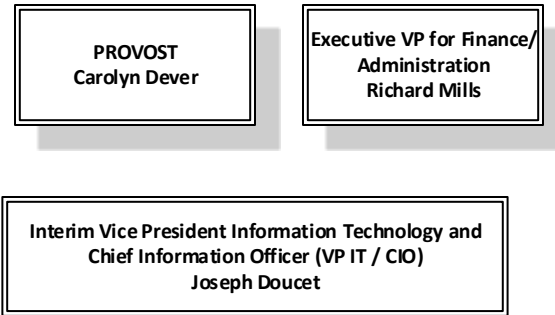 PROVOST
Carolyn Dever
Executive VP for Finance/
Administration
Richard Mills
Interim Vice President Information Technology and
Chief Information Officer (VP IT / CIO)
Joseph Doucet